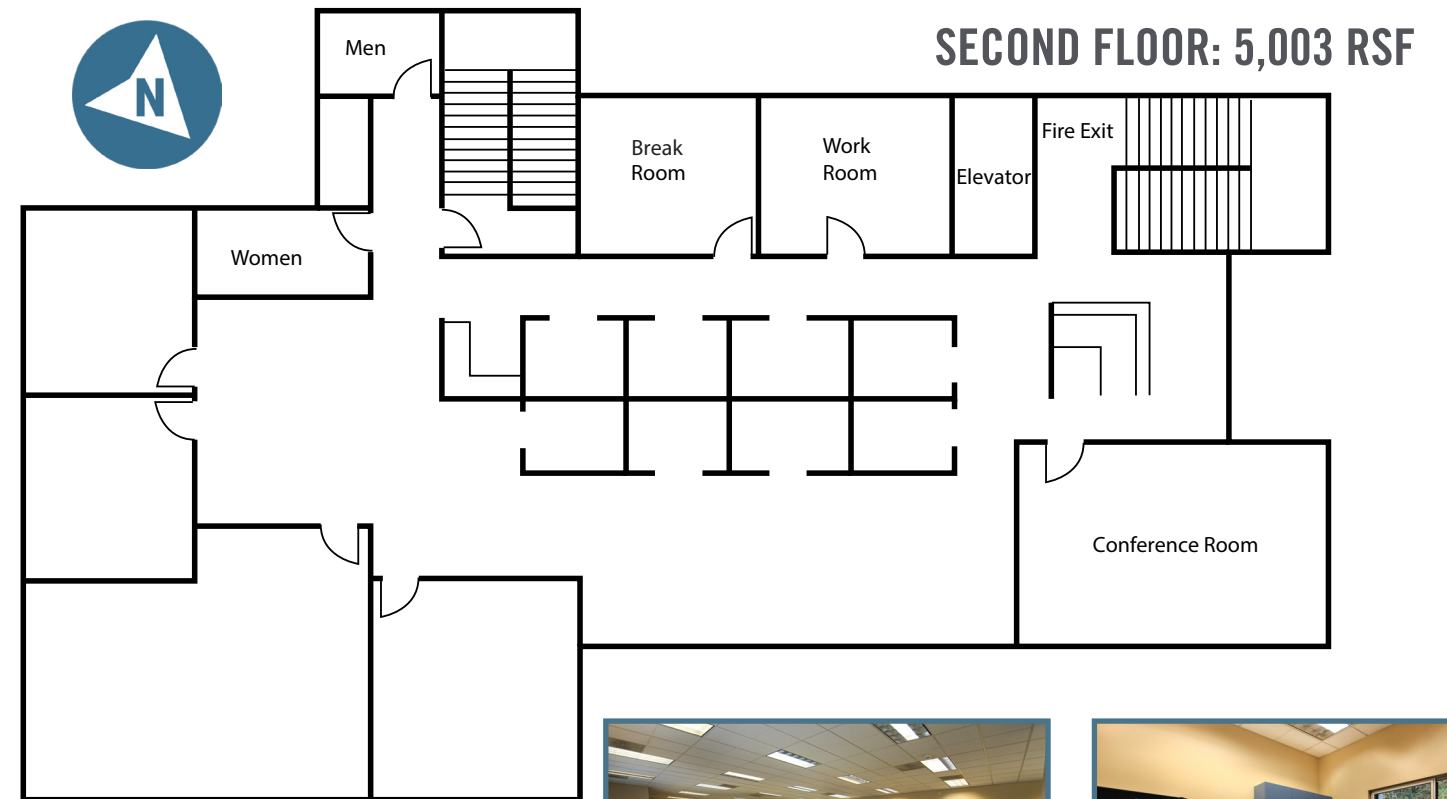 SECOND FLOOR: 5,003 RSF
N
Men
Fire Exit
Break
Room
Work
Room
Elevator
Women
Conference Room